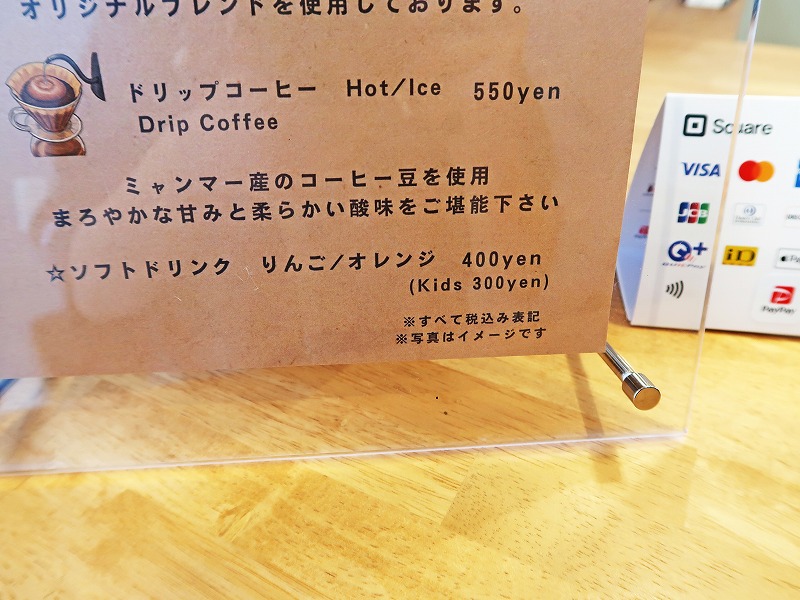 オリジナルブレンドを使用しております。
ドリップコーヒー Hot/Ice 550yen
Drip Coffee
ミャンマー産のコーヒー豆を使用
まろやかな甘みと柔らかい酸味をご堪能下さい
☆ソフトドリンク りんご/オレンジ 400yen
(Kids 300yen)
※すべて税込み表記
※写真はイメージです
Square
VISA
JCB
iD
PayPay